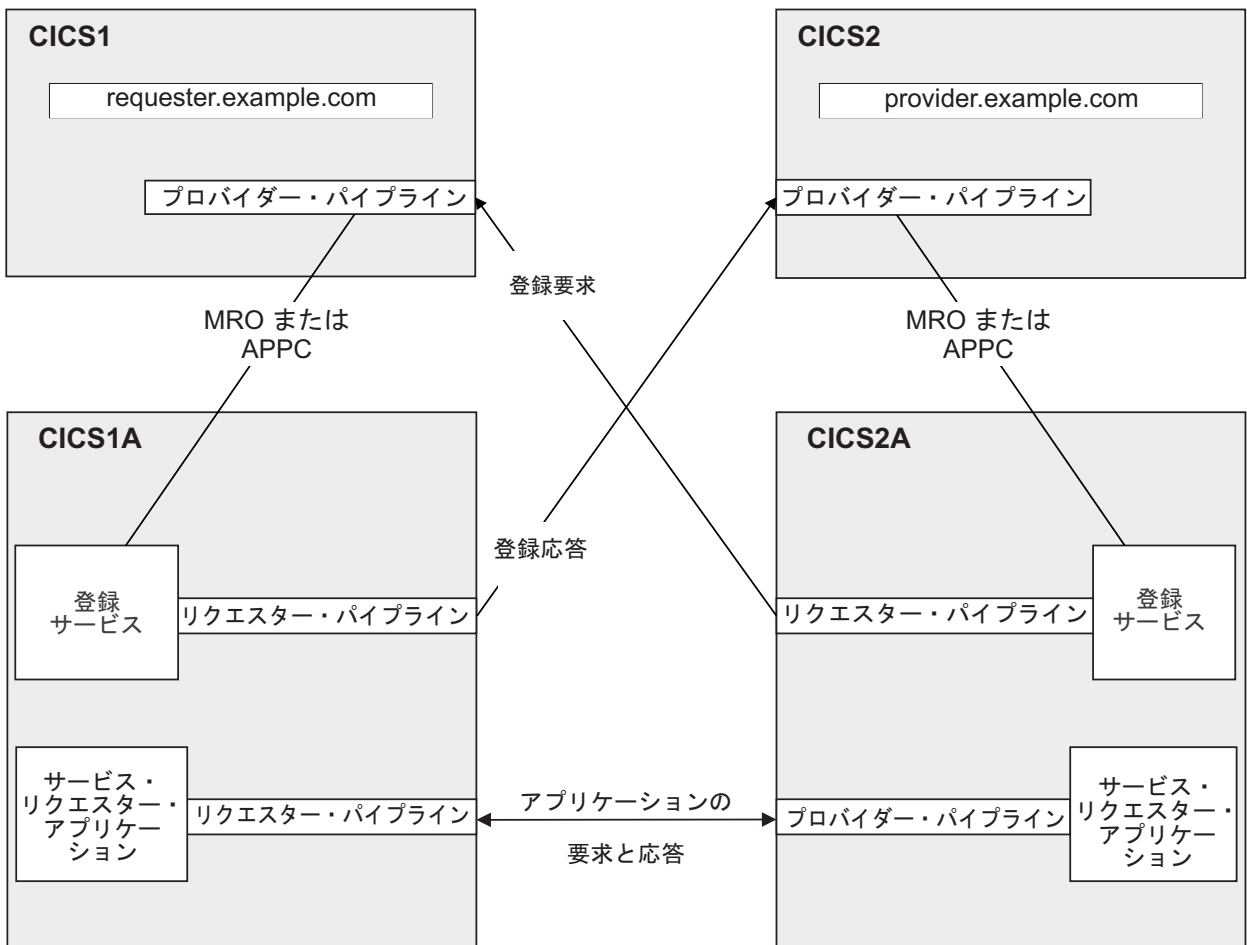 CICS1
requester.example.com
プロバイダー・パイプライン
CICS2
provider.example.com
プロバイダー・パイプライン
登録要求
MRO または
APPC
MRO または
APPC
CICS1A
登録
サービス
リクエスター・パイプライン
登録応答
CICS2A
リクエスター・パイプライン
登録
サービス
サービス・
リクエスター・
アプリケー
ション
リクエスター・パイプライン
アプリケーションの
要求と応答
プロバイダー・パイプライン
サービス・
リクエスター・
アプリケー
ション